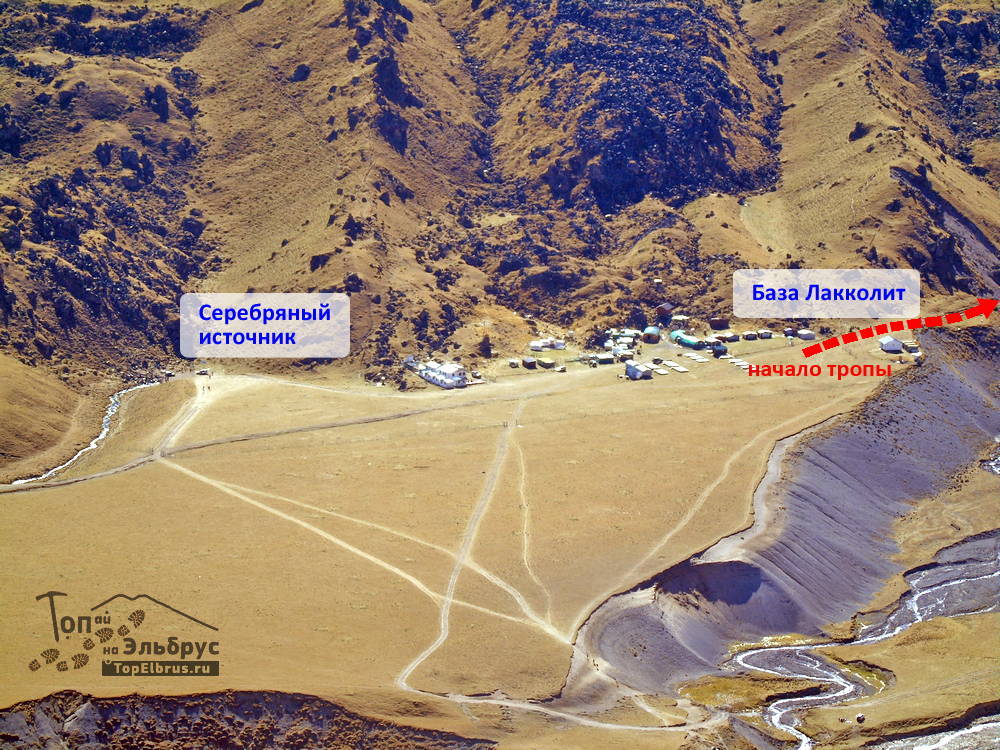 База Лакколит
Серебряный
источник
начало тропы
Топай
на Эльбрус
TopElbrus.ru